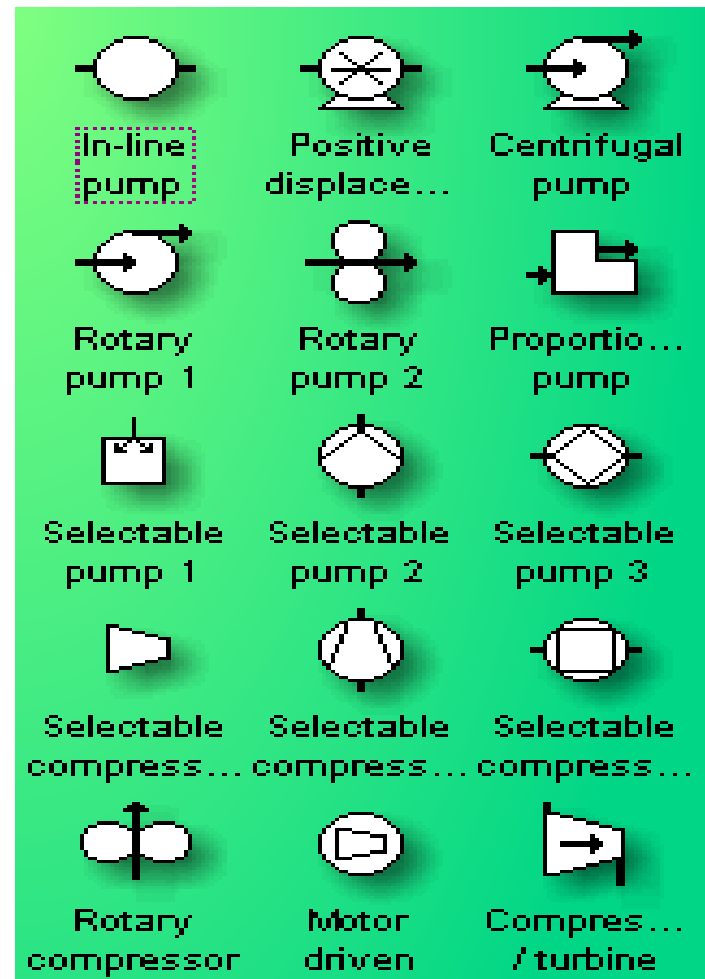 In-line
pump
Positive
displace...
Centrifugal
pump
Rotary
pump 1
Rotary
pump 2
Proportio...
pump
Selectable
pump 1
Selectable
pump 2
Selectable
pump 3
Selectable
compress...
Selectable
compress...
Selectable
compress...
Rotary
compressor
Motor
driven
Compres...
/ turbine